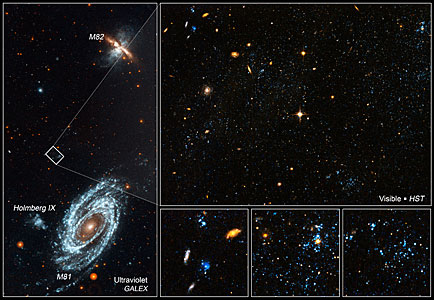 M82
Holmberg IX
M81
Ultraviolet
GALEX
Visible • HST